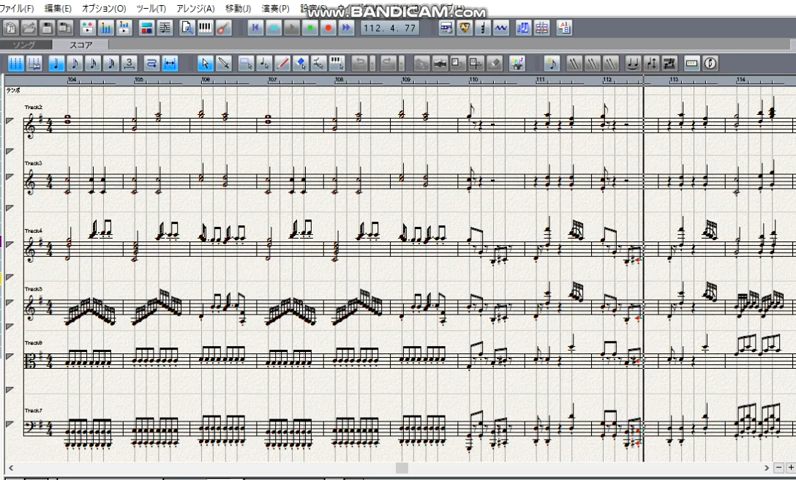 ファイル(F) 編集(E) オプション(O) ツール(T) アレンジ(A) 移動(J) 演奏(P)
www.BANDICAM.com
112. 4. 77
ソング スコア
3
104 105 106 107 108 109 110 111 112 113 114
テンポ
Track2
Track3
Track4
Track5
Track6
Track7